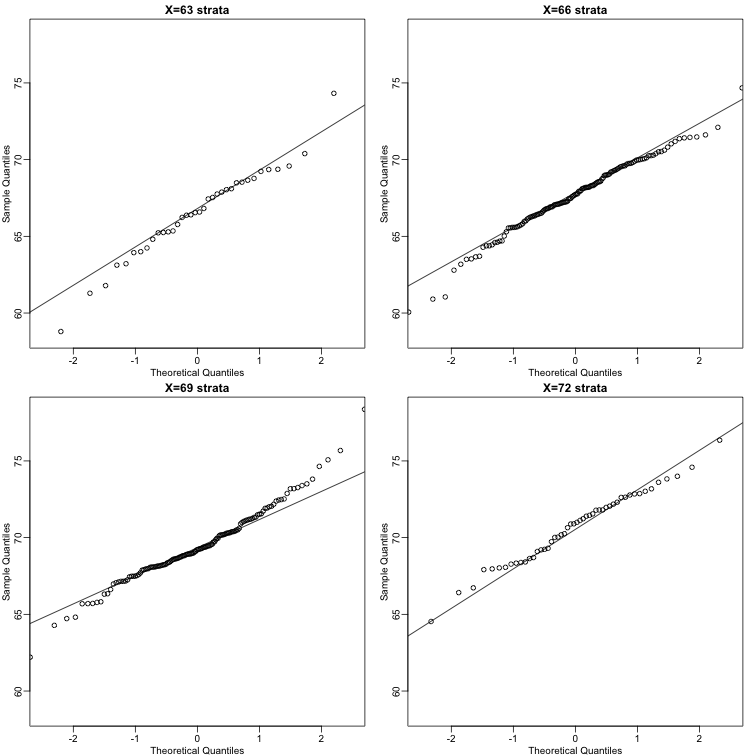 X=63 strata
Sample Quantiles
75
70
65
60
-2 -1 0 1 2
Theoretical Quantiles
X=66 strata
Sample Quantiles
75
70
65
60
-2 -1 0 1 2
Theoretical Quantiles
X=69 strata
Sample Quantiles
75
70
65
60
-2 -1 0 1 2
Theoretical Quantiles
X=72 strata
Sample Quantiles
75
70
65
60
-2 -1 0 1 2
Theoretical Quantiles